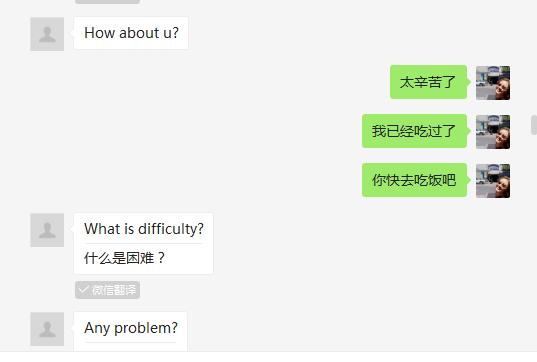 How about u?
太辛苦了
我已经吃过了
你快去吃饭吧
What is difficulty?
什么是困难？
微信翻译
Any problem?